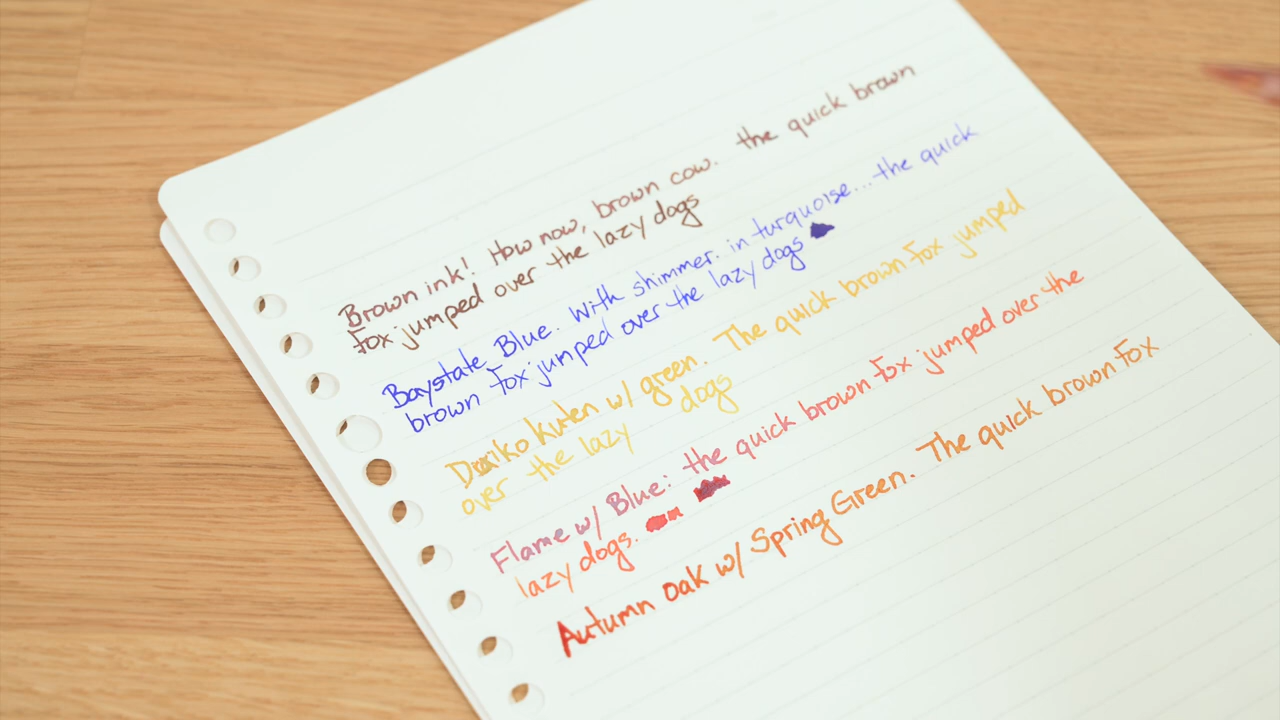 Brown ink! How now, brown cow. the quick brown
fox jumped over the lazy dogs
Baystate Blue. With shimmer. in turquoise... the quick
brown fox jumped over the lazy dogs
Kuten w/ green. The quick brown fox jumped
over the lazy dogs
Flame w/ Blue: the quick brown fox jumped over the
lazy dogs.
Autumn oak w/ Spring Green. The quick brown fox